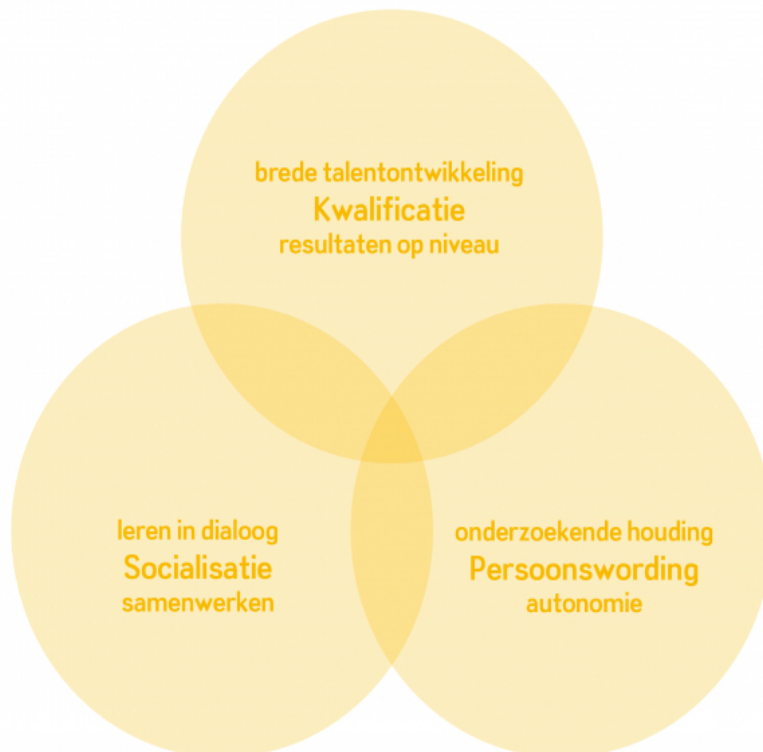 brede talentontwikkeling
Kwalificatie
resultaten op niveau
leren in dialoog
Socialisatie
samenwerken
onderzoekende houding
Persoonswording
autonomie